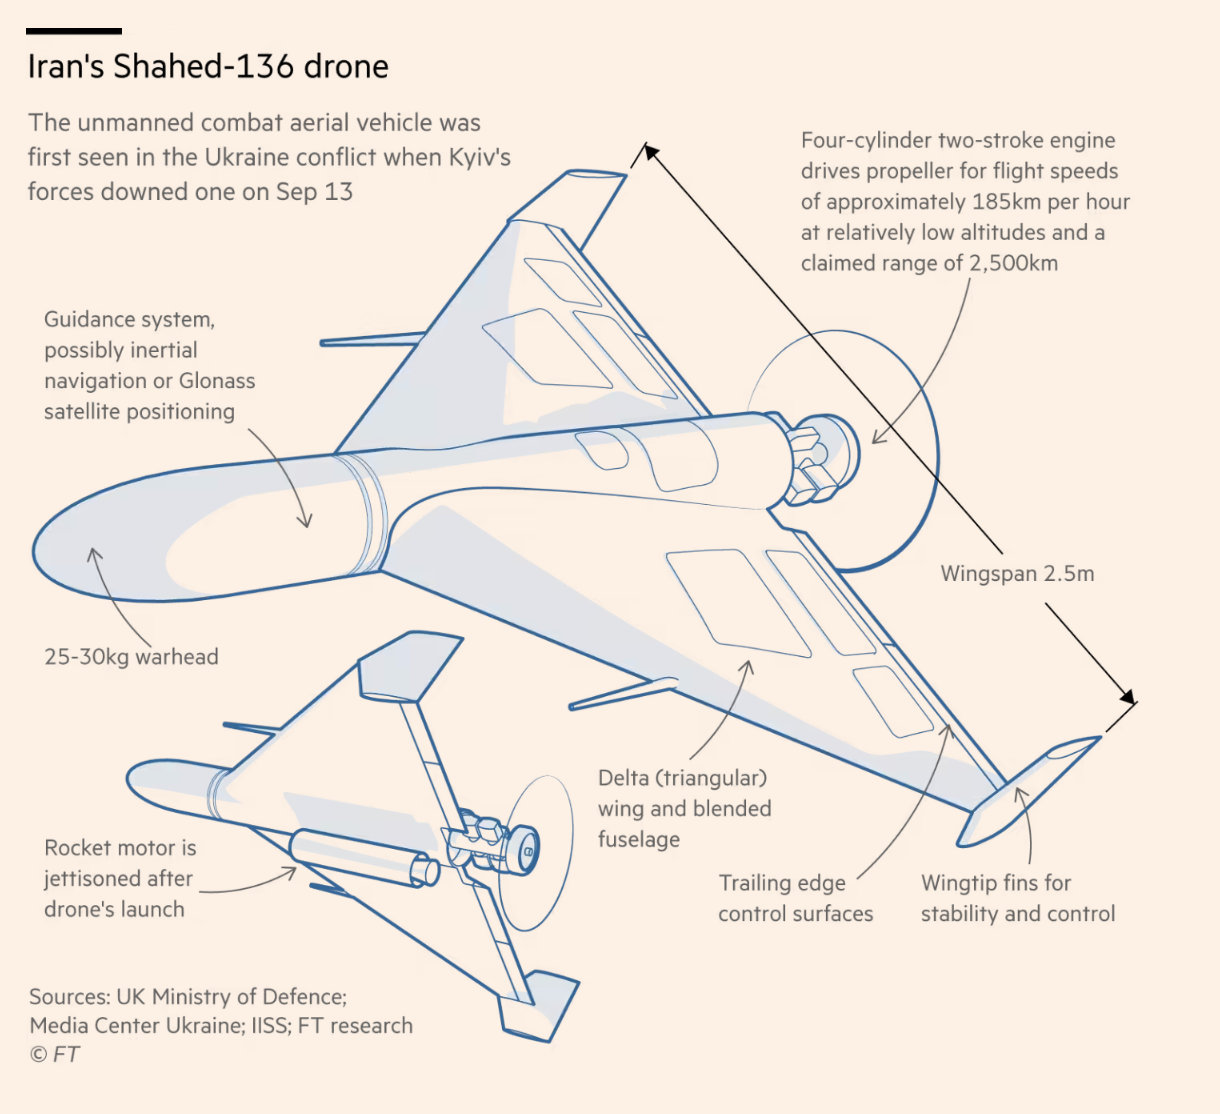 Iran's Shahed-136 drone
The unmanned combat aerial vehicle was
first seen in the Ukraine conflict when Kyiv's
forces downed one on Sep 13
Four-cylinder two-stroke engine
drives propeller for flight speeds
of approximately 185km per hour
at relatively low altitudes and a
claimed range of 2,500km
Guidance system,
possibly inertial
navigation or Glonass
satellite positioning
Wingspan 2.5m
25-30kg warhead
Delta (triangular)
wing and blended
fuselage
Rocket motor is
jettisoned after
drone's launch
Trailing edge
control surfaces
Wingtip fins for
stability and control
Sources: UK Ministry of Defence;
Media Center Ukraine; IISS; FT research
© FT